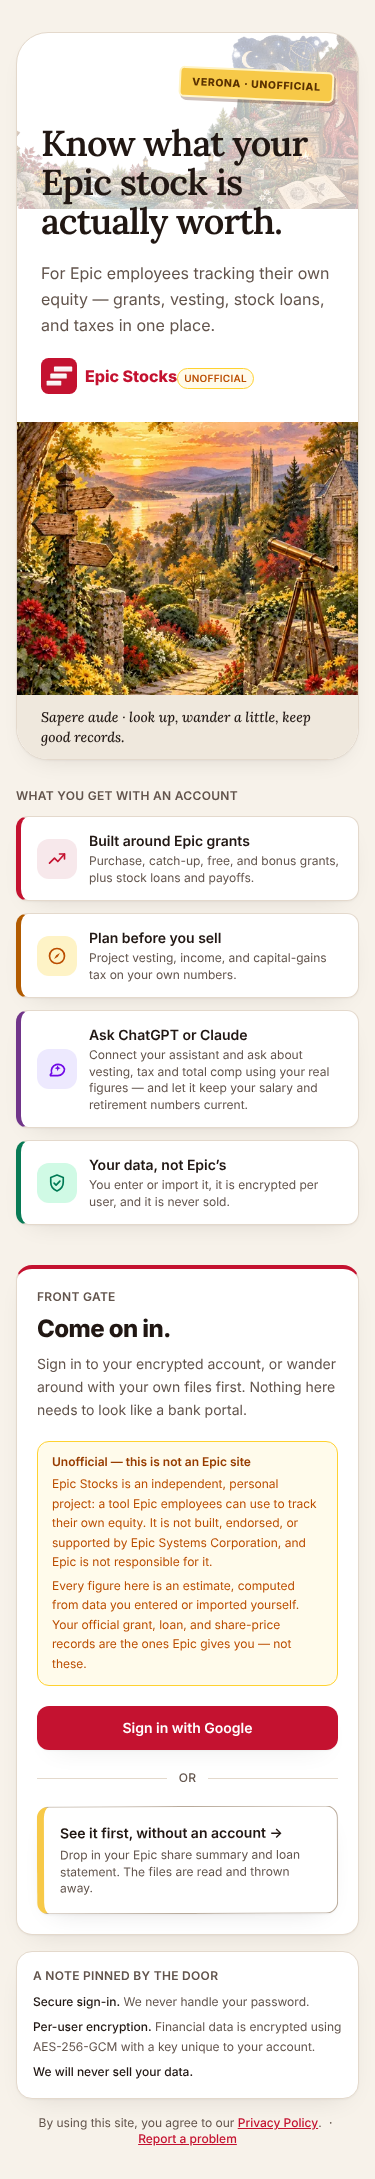 VERONA · UNOFFICIAL
Know what your
Epic stock is
actually worth.
For Epic employees tracking their own
equity — grants, vesting, stock loans,
and taxes in one place.
Epic Stocks UNOFFICIAL
Sapere aude · look up, wander a little, keep
good records.
WHAT YOU GET WITH AN ACCOUNT
Built around Epic grants
Purchase, catch-up, free, and bonus grants,
plus stock loans and payoffs.
Plan before you sell
Project vesting, income, and capital-gains
tax on your own numbers.
Ask ChatGPT or Claude
Connect your assistant and ask about
vesting, tax and total comp using your real
figures — and let it keep your salary and
retirement numbers current.
Your data, not Epic’s
You enter or import it, it is encrypted per
user, and it is never sold.
FRONT GATE
Come on in.
Sign in to your encrypted account, or wander
around with your own files first. Nothing here
needs to look like a bank portal.
Unofficial — this is not an Epic site
Epic Stocks is an independent, personal
project: a tool Epic employees can use to track
their own equity. It is not built, endorsed, or
supported by Epic Systems Corporation, and
Epic is not responsible for it.
Every figure here is an estimate, computed
from data you entered or imported yourself.
Your official grant, loan, and share-price
records are the ones Epic gives you — not
these.
Sign in with Google
OR
See it first, without an account →
Drop in your Epic share summary and loan
statement. The files are read and thrown
away.
A NOTE PINNED BY THE DOOR
Secure sign-in. We never handle your password.
Per-user encryption. Financial data is encrypted using
AES-256-GCM with a key unique to your account.
We will never sell your data.
By using this site, you agree to our Privacy Policy. ·
Report a problem